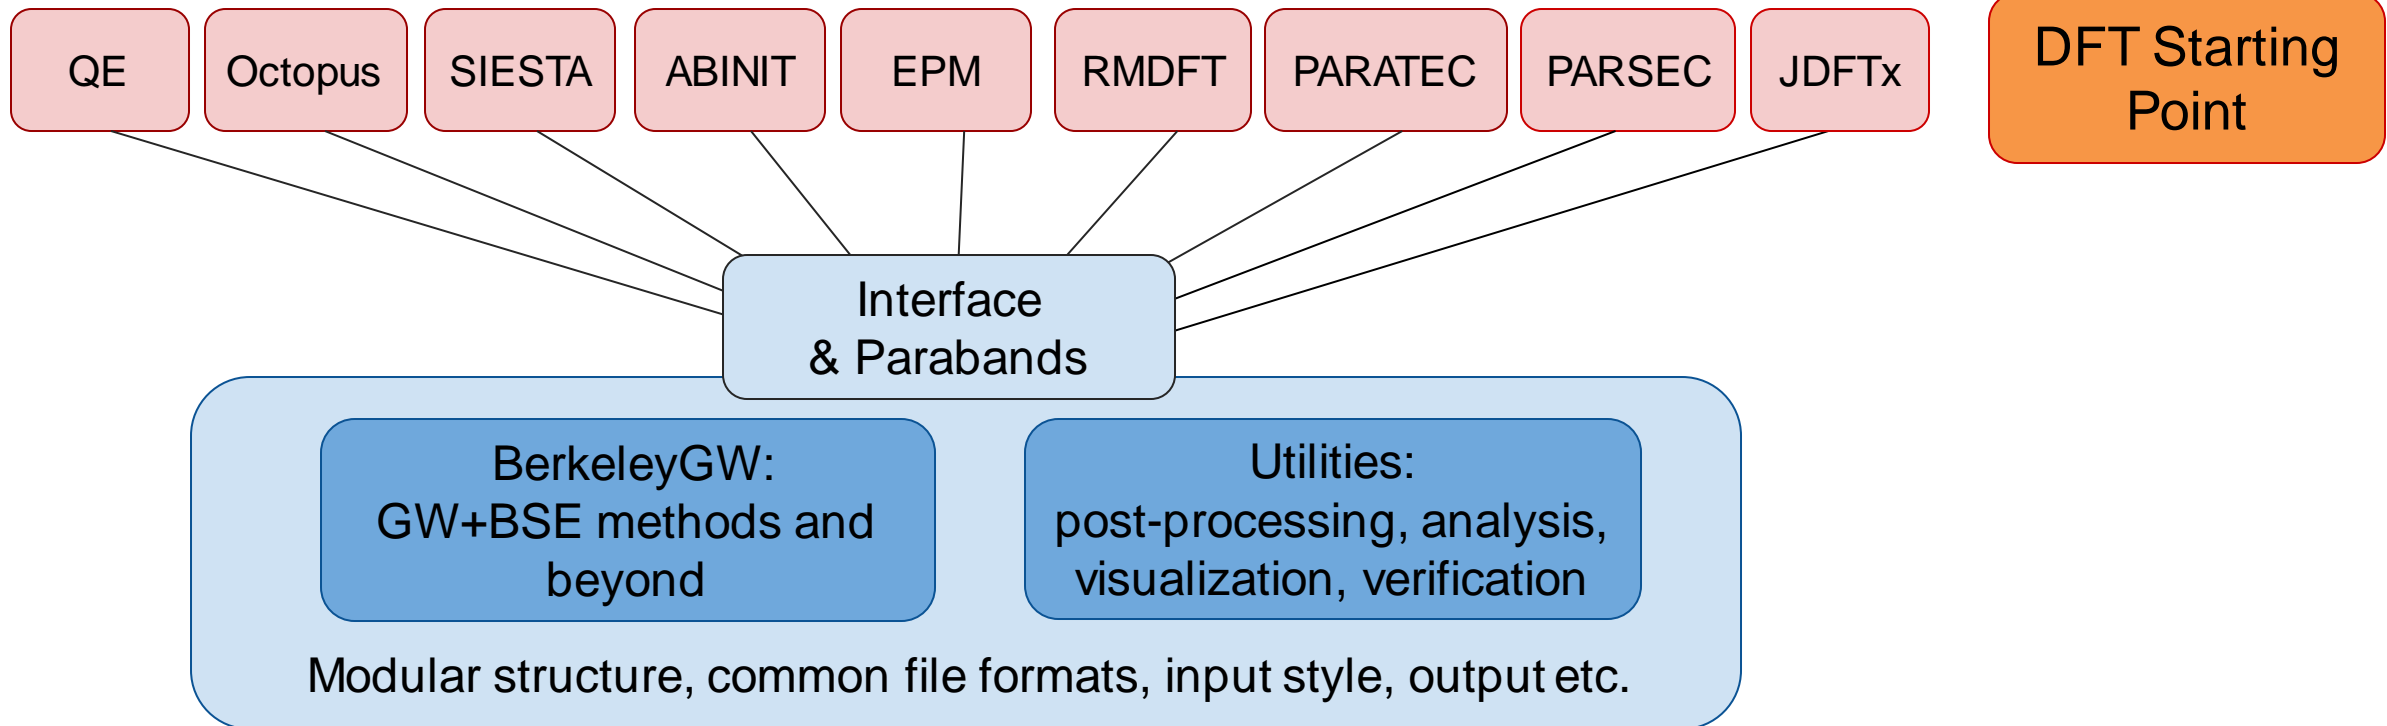 QE
Octopus
SIESTA
ABINIT
EPM
RMDFT
PARATEC
PARSEC
JDFTx
DFT Starting
Point
Interface
& Parabands
BerkeleyGW:
GW+BSE methods and
beyond
Utilities:
post-processing, analysis,
visualization, verification
Modular structure, common file formats, input style, output etc.